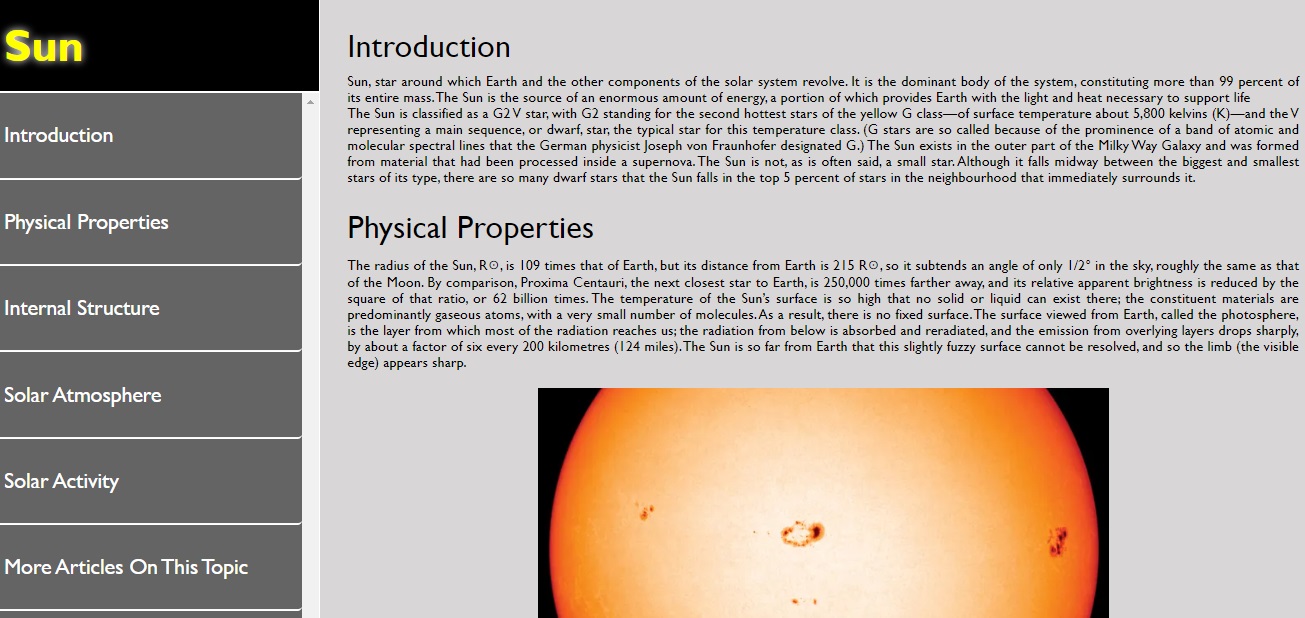 Sun
Introduction
Physical Properties
Internal Structure
Solar Atmosphere
Solar Activity
More Articles On This Topic
Introduction
Sun, star around which Earth and the other components of the solar system revolve. It is the dominant body of the system, constituting more than 99 percent of
its entire mass. The Sun is the source of an enormous amount of energy, a portion of which provides Earth with the light and heat necessary to support life
The Sun is classified as a G2 V star, with G2 standing for the second hottest stars of the yellow G class—of surface temperature about 5,800 kelvins (K)—and the V
representing a main sequence, or dwarf, star, the typical star for this temperature class. (G stars are so called because of the prominence of a band of atomic and
molecular spectral lines that the German physicist Joseph von Fraunhofer designated G.) The Sun exists in the outer part of the Milky Way Galaxy and was formed
from material that had been processed inside a supernova. The Sun is not, as is often said, a small star. Although it falls midway between the biggest and smallest
stars of its type, there are so many dwarf stars that the Sun falls in the top 5 percent of stars in the neighbourhood that immediately surrounds it.
Physical Properties
The radius of the Sun, R☉, is 109 times that of Earth, but its distance from Earth is 215 R☉, so it subtends an angle of only 1/2° in the sky, roughly the same as that
of the Moon. By comparison, Proxima Centauri, the next closest star to Earth, is 250,000 times farther away, and its relative apparent brightness is reduced by the
square of that ratio, or 62 billion times. The temperature of the Sun's surface is so high that no solid or liquid can exist there; the constituent materials are
predominantly gaseous atoms, with a very small number of molecules. As a result, there is no fixed surface. The surface viewed from Earth, called the photosphere,
is the layer from which most of the radiation reaches us; the radiation from below is absorbed and reradiated, and the emission from overlying layers drops sharply,
by about a factor of six every 200 kilometres (124 miles). The Sun is so far from Earth that this slightly fuzzy surface cannot be resolved, and so the limb (the visible
edge) appears sharp.